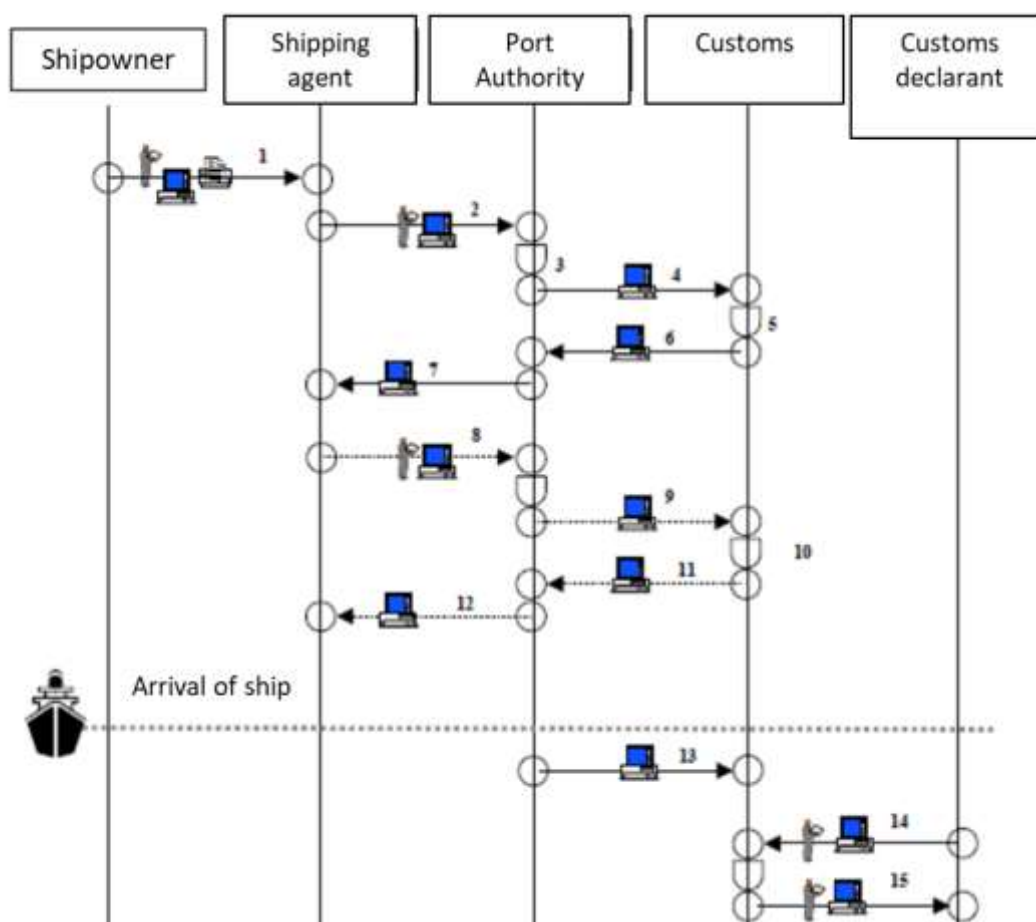 Shipowner
Shipping
agent
Port
Authority
Customs
Customs
declarant
1
2
3
4
5
6
7
8
9
10
11
12
Arrival of ship
13
14
15